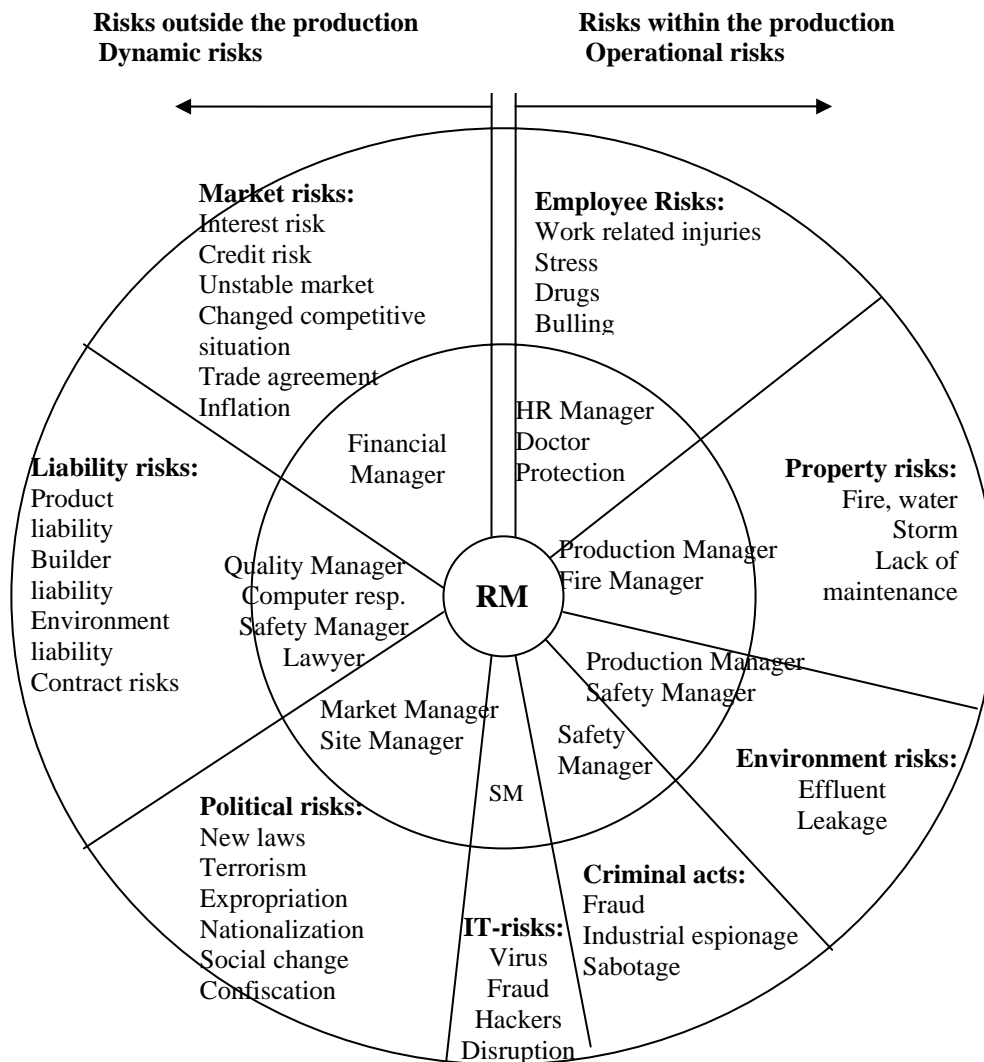 Risks outside the production
Dynamic risks
Risks within the production
Operational risks
Market risks:
Interest risk
Credit risk
Unstable market
Changed competitive
situation
Trade agreement
Inflation
Employee Risks:
Work related injuries
Stress
Drugs
Bulling
Financial
Manager
HR Manager
Doctor
Protection
Liability risks:
Product
liability
Builder
liability
Environment
liability
Contract risks
Quality Manager
Computer resp.
Safety Manager
Lawyer
RM
Production Manager
Fire Manager
Property risks:
Fire, water
Storm
Lack of
maintenance
Market Manager
Site Manager
SM
Safety
Manager
Production Manager
Safety Manager
Environment risks:
Effluent
Leakage
Political risks:
New laws
Terrorism
Expropriation
Nationalization
Social change
Confiscation
IT-risks:
Virus
Fraud
Hackers
Disruption
Criminal acts:
Fraud
Industrial espionage
Sabotage